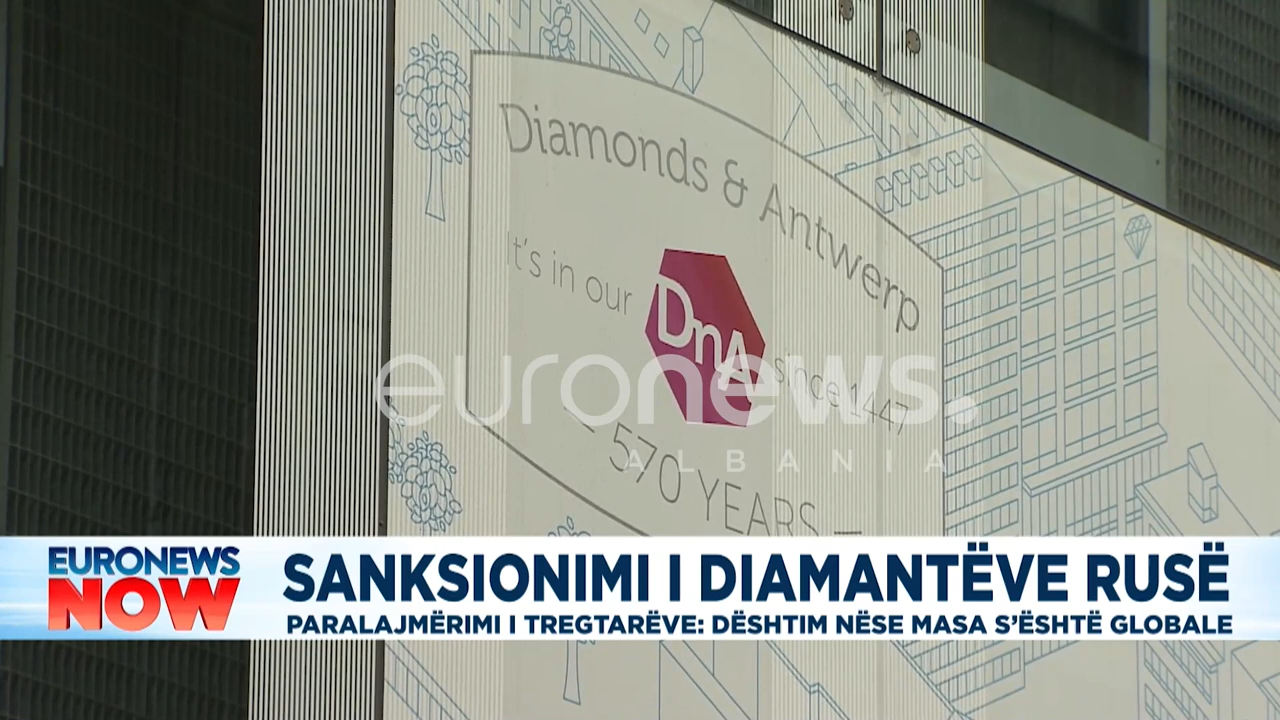 Diamonds & Antwerp
It's in our DnA since 1447
– 570 YEARS –
euronews.
ALBANIA
EURONEWS
NOW
SANKSIONIMI I DIAMANTËVE RUSË
PARALAJMËRIMI I TREGTARËVE: DËSHTIM NËSE MASA S'ËSHTË GLOBALE